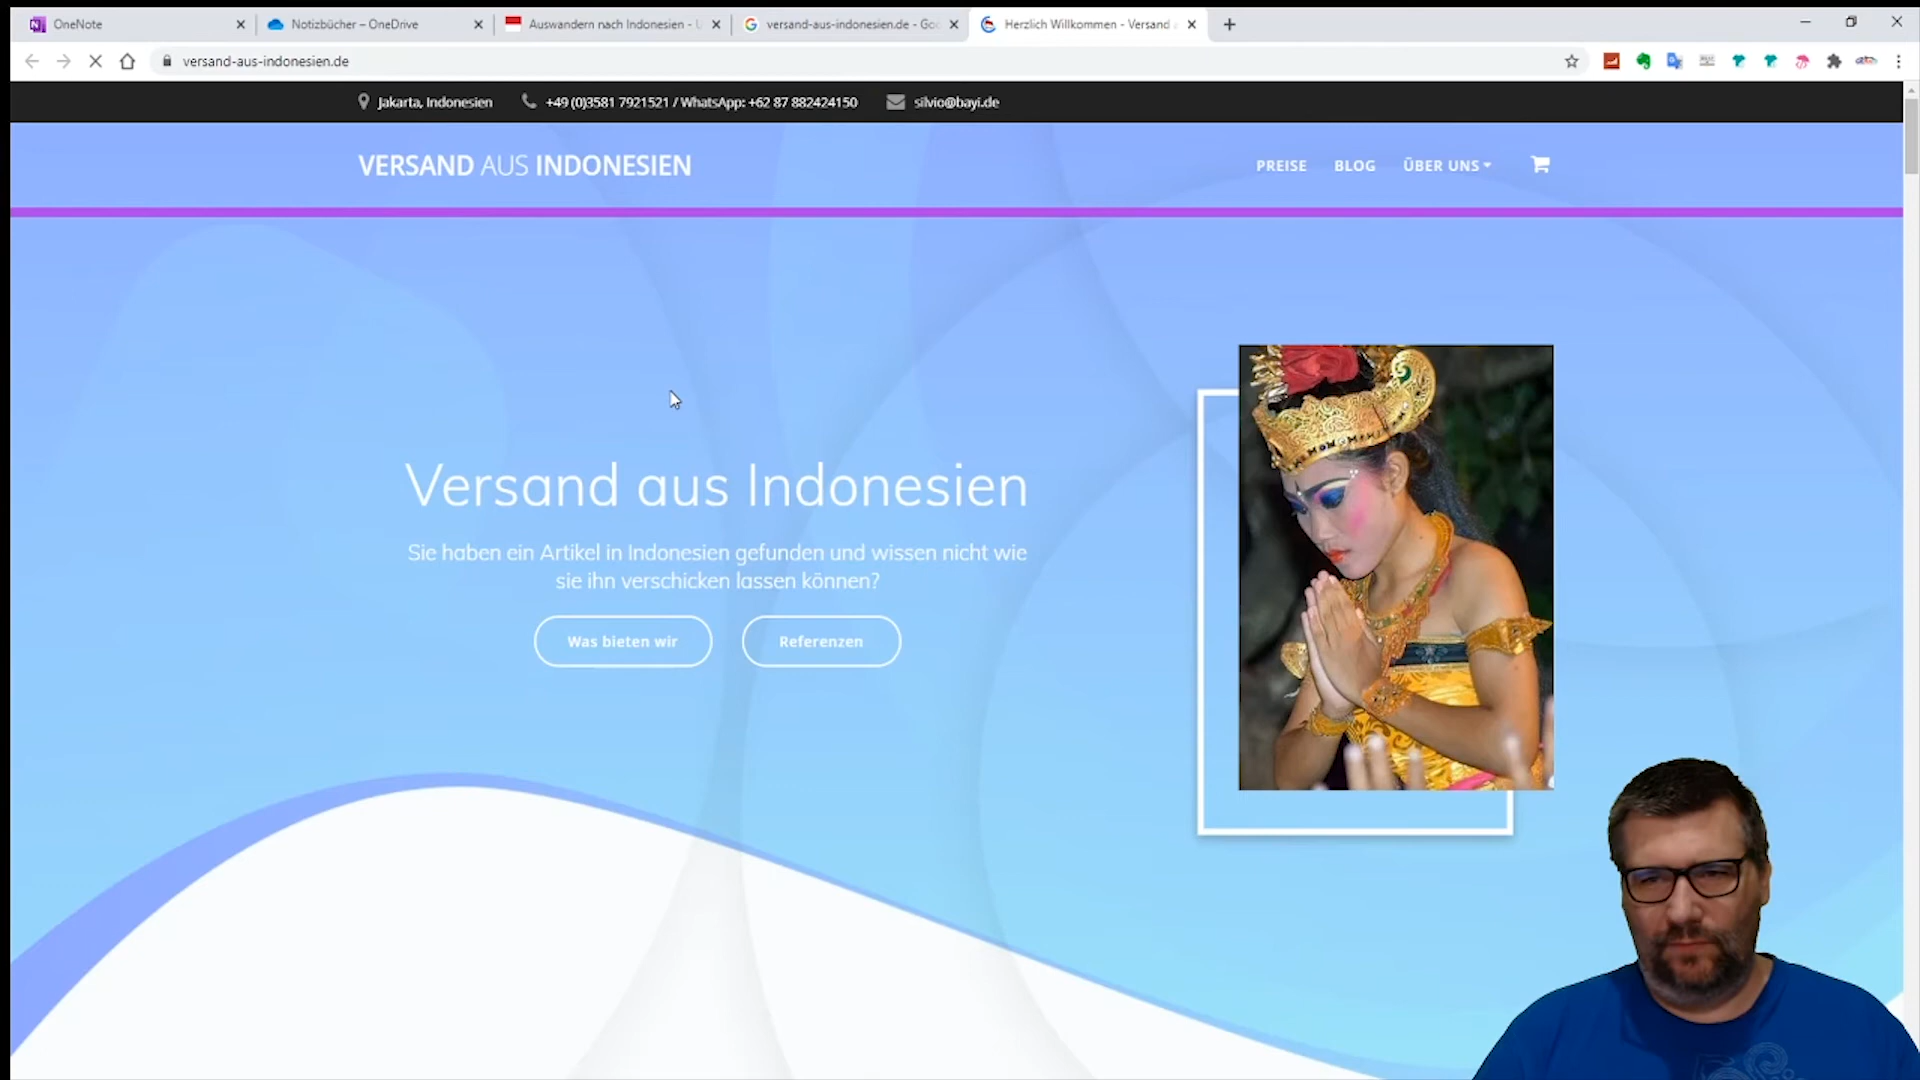 OneNote
Notizbücher – OneDrive
Auswandern nach Indonesien -
versand-aus-indonesien.de - Goo
Herzlich Willkommen - Versand
versand-aus-indonesien.de
Jakarta, Indonesien
+49 (0)3581 7921521 / WhatsApp: +62 87 882424150
silvio@bayi.de
VERSAND AUS INDONESIEN
PREISE
BLOG
ÜBER UNS
Versand aus Indonesien
Sie haben ein Artikel in Indonesien gefunden und wissen nicht wie
sie ihn verschicken lassen können?
Was bieten wir
Referenzen